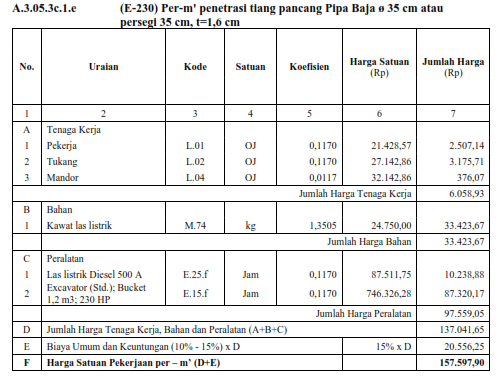 A.3.05.3c.1.e (E-230) Per-m' penetrasi tiang pancang Pipa Baja ø 35 cm atau
persegi 35 cm, t=1,6 cm
No. Uraian Kode Satuan Koefisien Harga Satuan (Rp) Jumlah Harga (Rp)
1 2 3 4 5 6 7
A Tenaga Kerja
1 Pekerja L.01 OJ 0,1170 21.428,57 2.507,14
2 Tukang L.02 OJ 0,1170 27.142,86 3.175,71
3 Mandor L.04 OJ 0,0117 32.142,86 376,07
Jumlah Harga Tenaga Kerja 6.058,93
B Bahan
1 Kawat las listrik M.74 kg 1,3505 24.750,00 33.423,67
Jumlah Harga Bahan 33.423,67
C Peralatan
1 Las listrik Diesel 500 A E.25.f Jam 0,1170 87.511,75 10.238,88
2 Excavator (Std.); Bucket 1,2 m3; 230 HP E.15.f Jam 0,1170 746.326,28 87.320,17
Jumlah Harga Peralatan 97.559,05
D Jumlah Harga Tenaga Kerja, Bahan dan Peralatan (A+B+C) 137.041,65
E Biaya Umum dan Keuntungan (10% - 15%) x D 15% x D 20.556,25
F Harga Satuan Pekerjaan per – m’ (D+E) 157.597,90